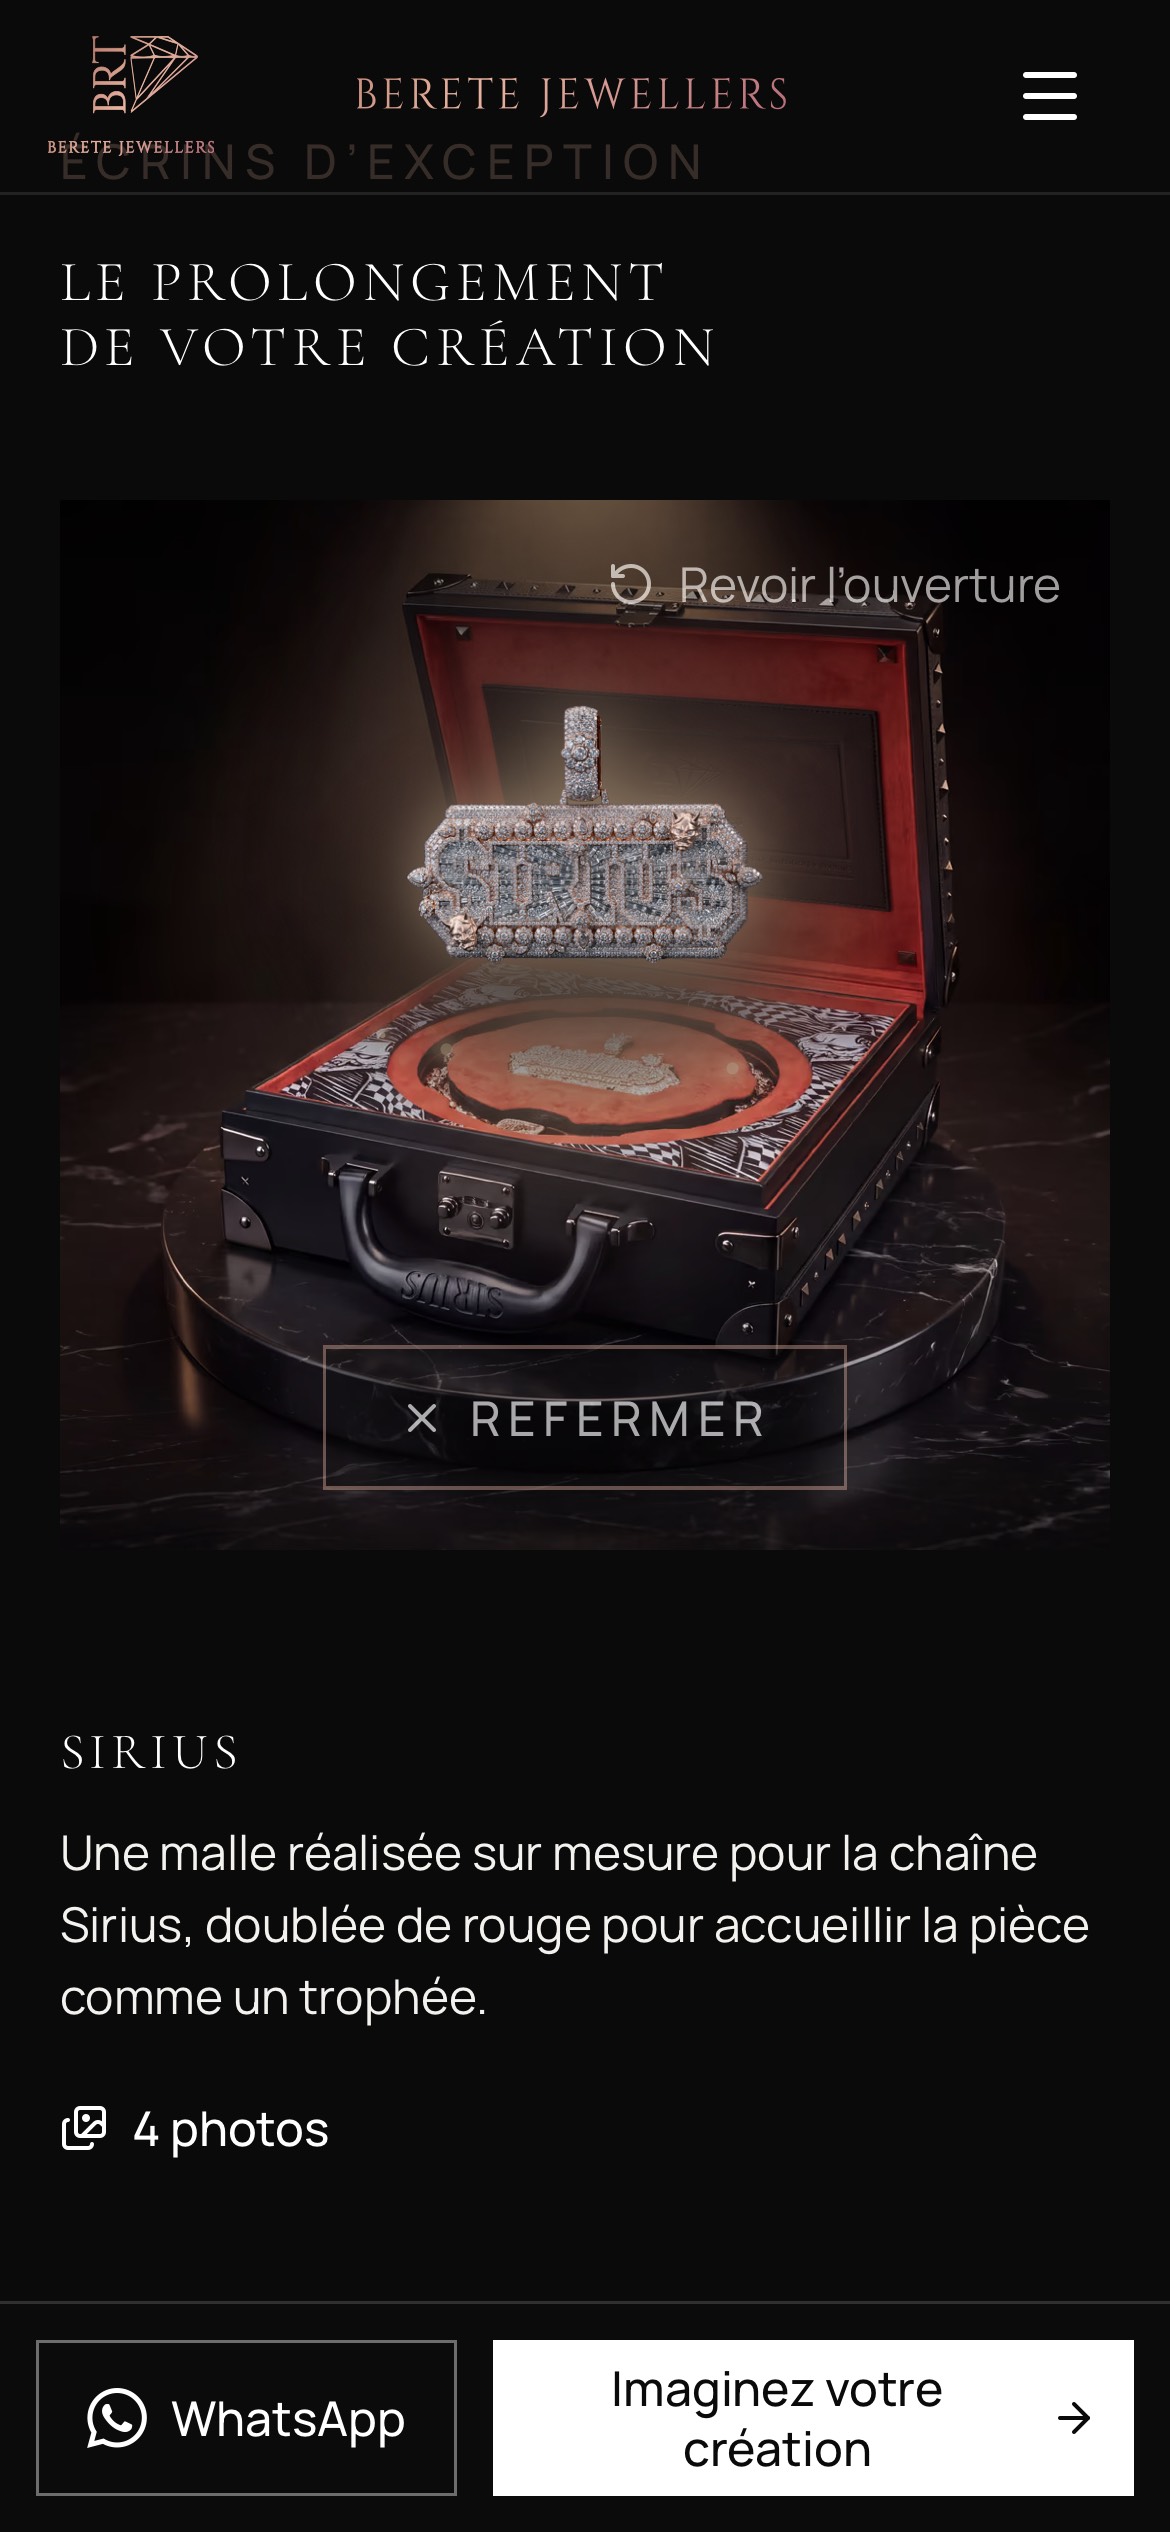 BRT
BERETE JEWELLERS
BERETE JEWELLERS
ÉCRINS D’EXCEPTION
LE PROLONGEMENT
DE VOTRE CRÉATION
Revoir l’ouverture
SIRIUS
SIRIUS
REFERMER
SIRIUS
Une malle réalisée sur mesure pour la chaîne
Sirius, doublée de rouge pour accueillir la pièce
comme un trophée.
4 photos
WhatsApp
Imaginez votre
création